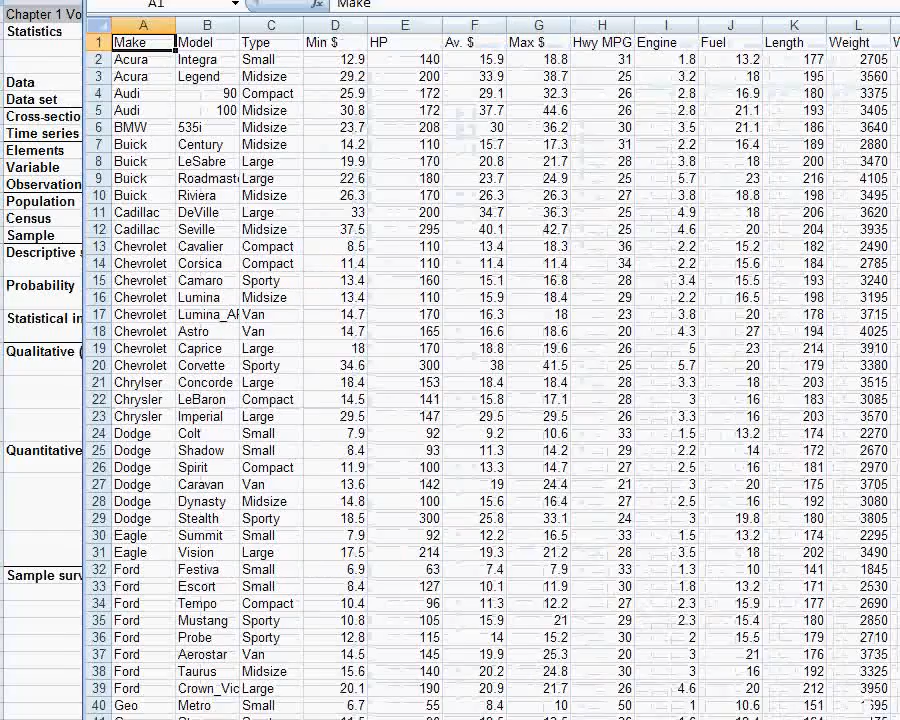 A1 Make
Chapter 1 Vo
Statistics
Data
Data set
Cross-sectio
Time series
Elements
Variable
Observation
Population
Census
Sample
Descriptive
Probability
Statistical in
Qualitative (
Quantitative
Sample surv
A B C D E F G H I J K L
1 Make Model Type Min $ HP Av. $ Max $ Hwy MPG Engine Fuel Length Weight
2 Acura Integra Small 12.9 140 15.9 18.8 31 1.8 13.2 177 2705
3 Acura Legend Midsize 29.2 200 33.9 38.7 25 3.2 18 195 3560
4 Audi 90 Compact 25.9 172 29.1 32.3 26 2.8 16.9 180 3375
5 Audi 100 Midsize 30.8 172 37.7 44.6 26 2.8 21.1 193 3405
6 BMW 535i Midsize 23.7 208 30 36.2 30 3.5 21.1 186 3640
7 Buick Century Midsize 14.2 110 15.7 17.3 31 2.2 16.4 189 2880
8 Buick LeSabre Large 19.9 170 20.8 21.7 28 3.8 18 200 3470
9 Buick Roadmast Large 22.6 180 23.7 24.9 25 5.7 23 216 4105
10 Buick Riviera Midsize 26.3 170 26.3 26.3 27 3.8 18.8 198 3495
11 Cadillac DeVille Large 33 200 34.7 36.3 25 4.9 18 206 3620
12 Cadillac Seville Midsize 37.5 295 40.1 42.7 25 4.6 20 204 3935
13 Chevrolet Cavalier Compact 8.5 110 13.4 18.3 36 2.2 15.2 182 2490
14 Chevrolet Corsica Compact 11.4 110 11.4 11.4 34 2.2 15.6 184 2785
15 Chevrolet Camaro Sporty 13.4 160 15.1 16.8 28 3.4 15.5 193 3240
16 Chevrolet Lumina Midsize 13.4 110 15.9 18.4 29 2.2 16.5 198 3195
17 Chevrolet Lumina_AP Van 14.7 170 16.3 18 23 3.8 20 178 3715
18 Chevrolet Astro Van 14.7 165 16.6 18.6 20 4.3 27 194 4025
19 Chevrolet Caprice Large 18 170 18.8 19.6 26 5 23 214 3910
20 Chevrolet Corvette Sporty 34.6 300 38 41.5 25 5.7 20 179 3380
21 Chrylser Concorde Large 18.4 153 18.4 18.4 28 3.3 18 203 3515
22 Chrysler LeBaron Compact 14.5 141 15.8 17.1 28 3 16 183 3085
23 Chrysler Imperial Large 29.5 147 29.5 29.5 26 3.3 16 203 3570
24 Dodge Colt Small 7.9 92 9.2 10.6 33 1.5 13.2 174 2270
25 Dodge Shadow Small 8.4 93 11.3 14.2 29 2.2 14 172 2670
26 Dodge Spirit Compact 11.9 100 13.3 14.7 27 2.5 16 181 2970
27 Dodge Caravan Van 13.6 142 19 24.4 21 3 20 175 3705
28 Dodge Dynasty Midsize 14.8 100 15.6 16.4 27 2.5 16 192 3080
29 Dodge Stealth Sporty 18.5 300 25.8 33.1 24 3 19.8 180 3805
30 Eagle Summit Small 7.9 92 12.2 16.5 33 1.5 13.2 174 2295
31 Eagle Vision Large 17.5 214 19.3 21.2 28 3.5 18 202 3490
32 Ford Festiva Small 6.9 63 7.4 7.9 33 1.3 10 141 1845
33 Ford Escort Small 8.4 127 10.1 11.9 30 1.8 13.2 171 2530
34 Ford Tempo Compact 10.4 96 11.3 12.2 27 2.3 15.9 177 2690
35 Ford Mustang Sporty 10.8 105 15.9 21 29 2.3 15.4 180 2850
36 Ford Probe Sporty 12.8 115 14 15.2 30 2 15.5 179 2710
37 Ford Aerostar Van 14.5 145 19.9 25.3 20 3 21 176 3735
38 Ford Taurus Midsize 15.6 140 20.2 24.8 30 3 16 192 3325
39 Ford Crown_Vic Large 20.1 190 20.9 21.7 26 4.6 20 212 3950
40 Geo Metro Small 6.7 55 8.4 10 50 1 10.6 151